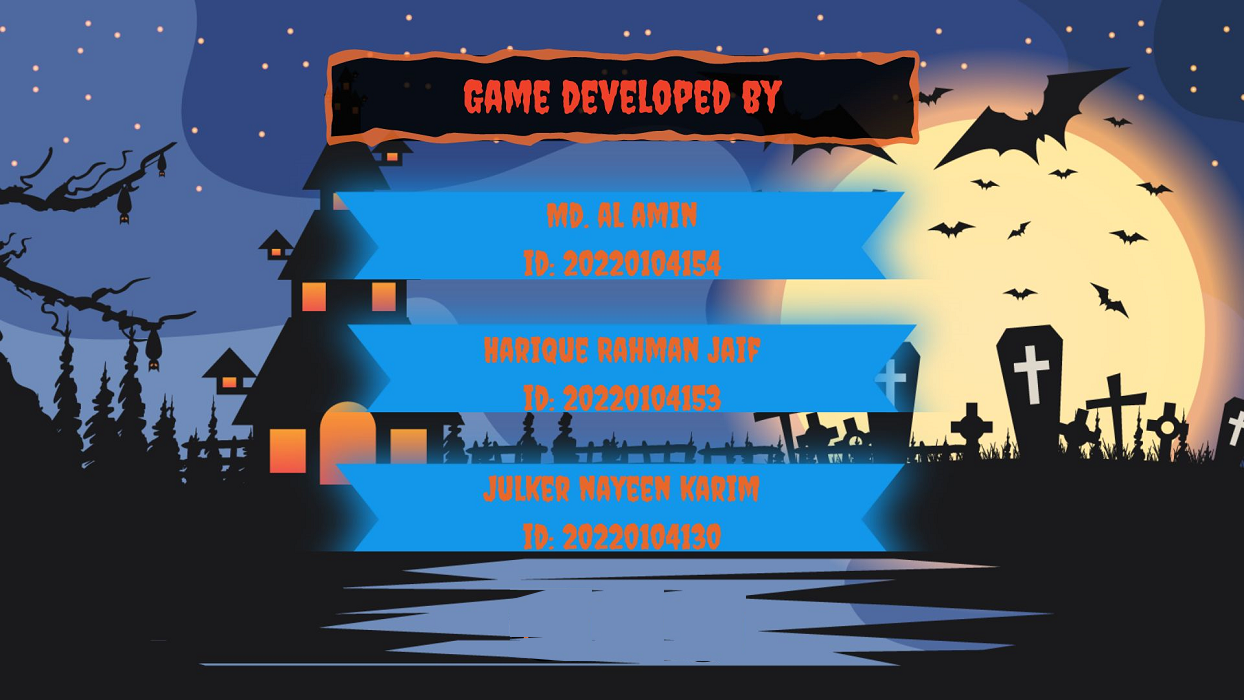 GAME DEVELOPED BY
MD. AL AMIN
ID: 20220104154
HARIQUE RAHMAN JAIF
ID: 20220104153
JULKER NAYEEN KARIM
ID: 20220104130